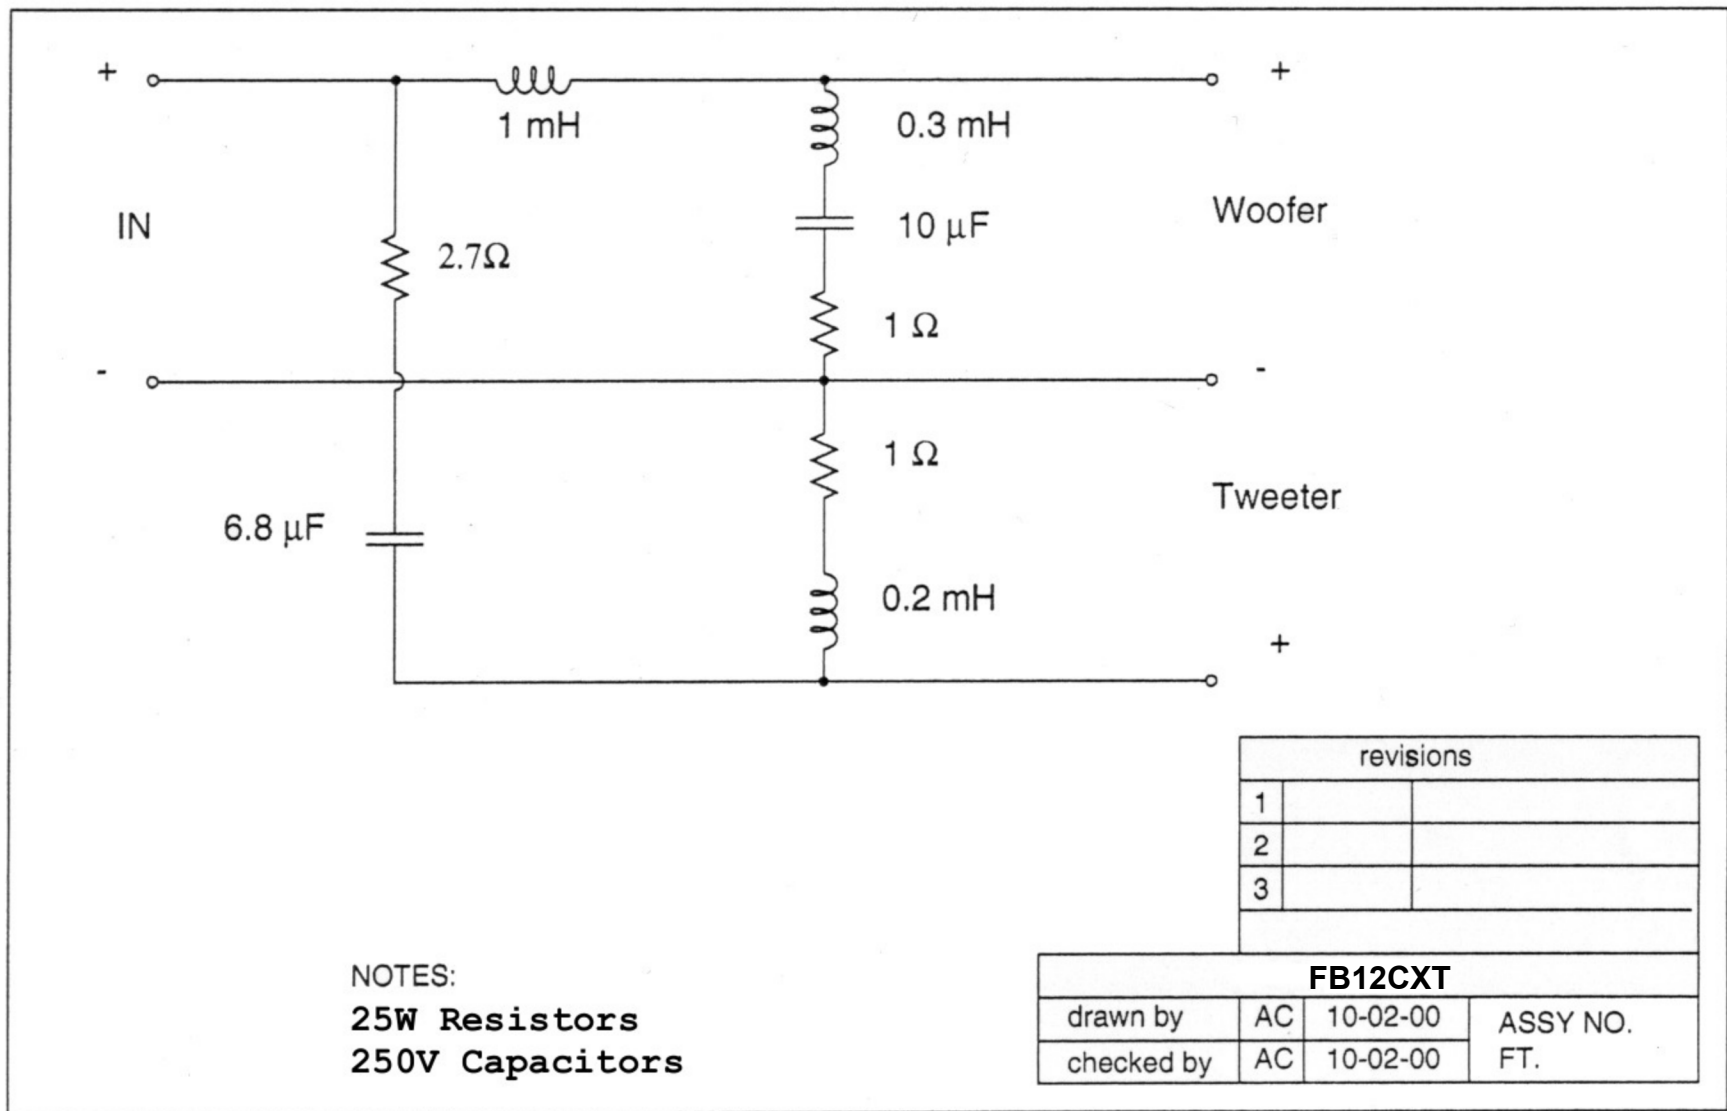 +
1 mH
0.3 mH
+
IN
2.7Ω
10 µF
Woofer
1 Ω
-
-
1 Ω
Tweeter
6.8 µF
0.2 mH
+
revisions
1
2
3
NOTES:
25W Resistors
250V Capacitors
FB12CXT
drawn by AC 10-02-00
checked by AC 10-02-00
ASSY NO.
FT.